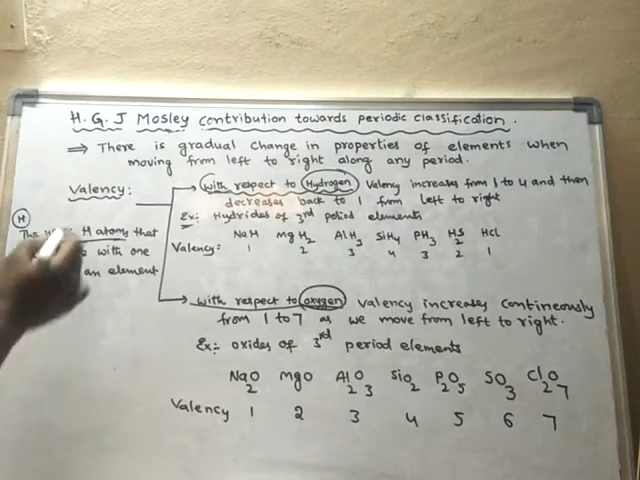 H. G. J Mosley contribution towards periodic classification.
⇒ There is gradual change in properties of elements when
moving from left to right along any period.
Valency:
with respect to Hydrogen Valency increases from 1 to 4 and then
decreases back to 1 from left to right
Ex:- Hydrides of 3rd period elements
NaH MgH2 AlH3 SiH4 PH3 HS2 HCl
Valency: 1 2 3 4 3 2 1
H
The H atoms that
with one
an element
with respect to oxygen Valency increases contineously
from 1 to 7 as we move from left to right.
Ex:- oxides of 3rd period elements
Na2O MgO Al2O3 SiO2 P2O5 SO3 Cl2O7
Valency 1 2 3 4 5 6 7